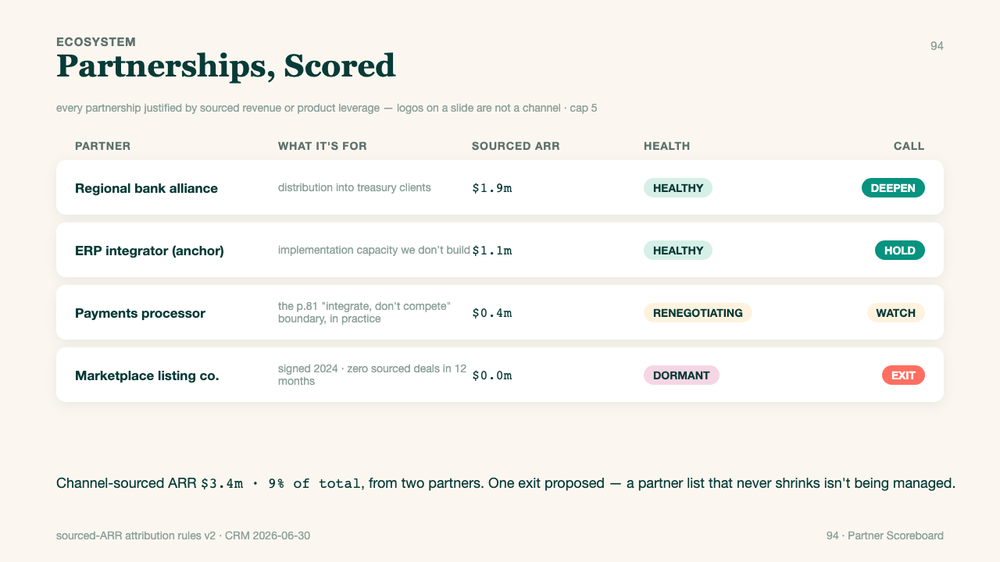 ECOSYSTEM
94
Partnerships, Scored
every partnership justified by sourced revenue or product leverage — logos on a slide are not a channel · cap 5
PARTNER WHAT IT'S FOR SOURCED ARR HEALTH CALL
Regional bank alliance distribution into treasury clients $1.9m HEALTHY DEEPEN
ERP integrator (anchor) implementation capacity we don't build $1.1m HEALTHY HOLD
Payments processor the p.81 "integrate, don't compete"
boundary, in practice $0.4m RENEGOTIATING WATCH
Marketplace listing co. signed 2024 · zero sourced deals in 12
months $0.0m DORMANT EXIT
Channel-sourced ARR $3.4m · 9% of total, from two partners. One exit proposed — a partner list that never shrinks isn't being managed.
sourced-ARR attribution rules v2 · CRM 2026-06-30
94 · Partner Scoreboard